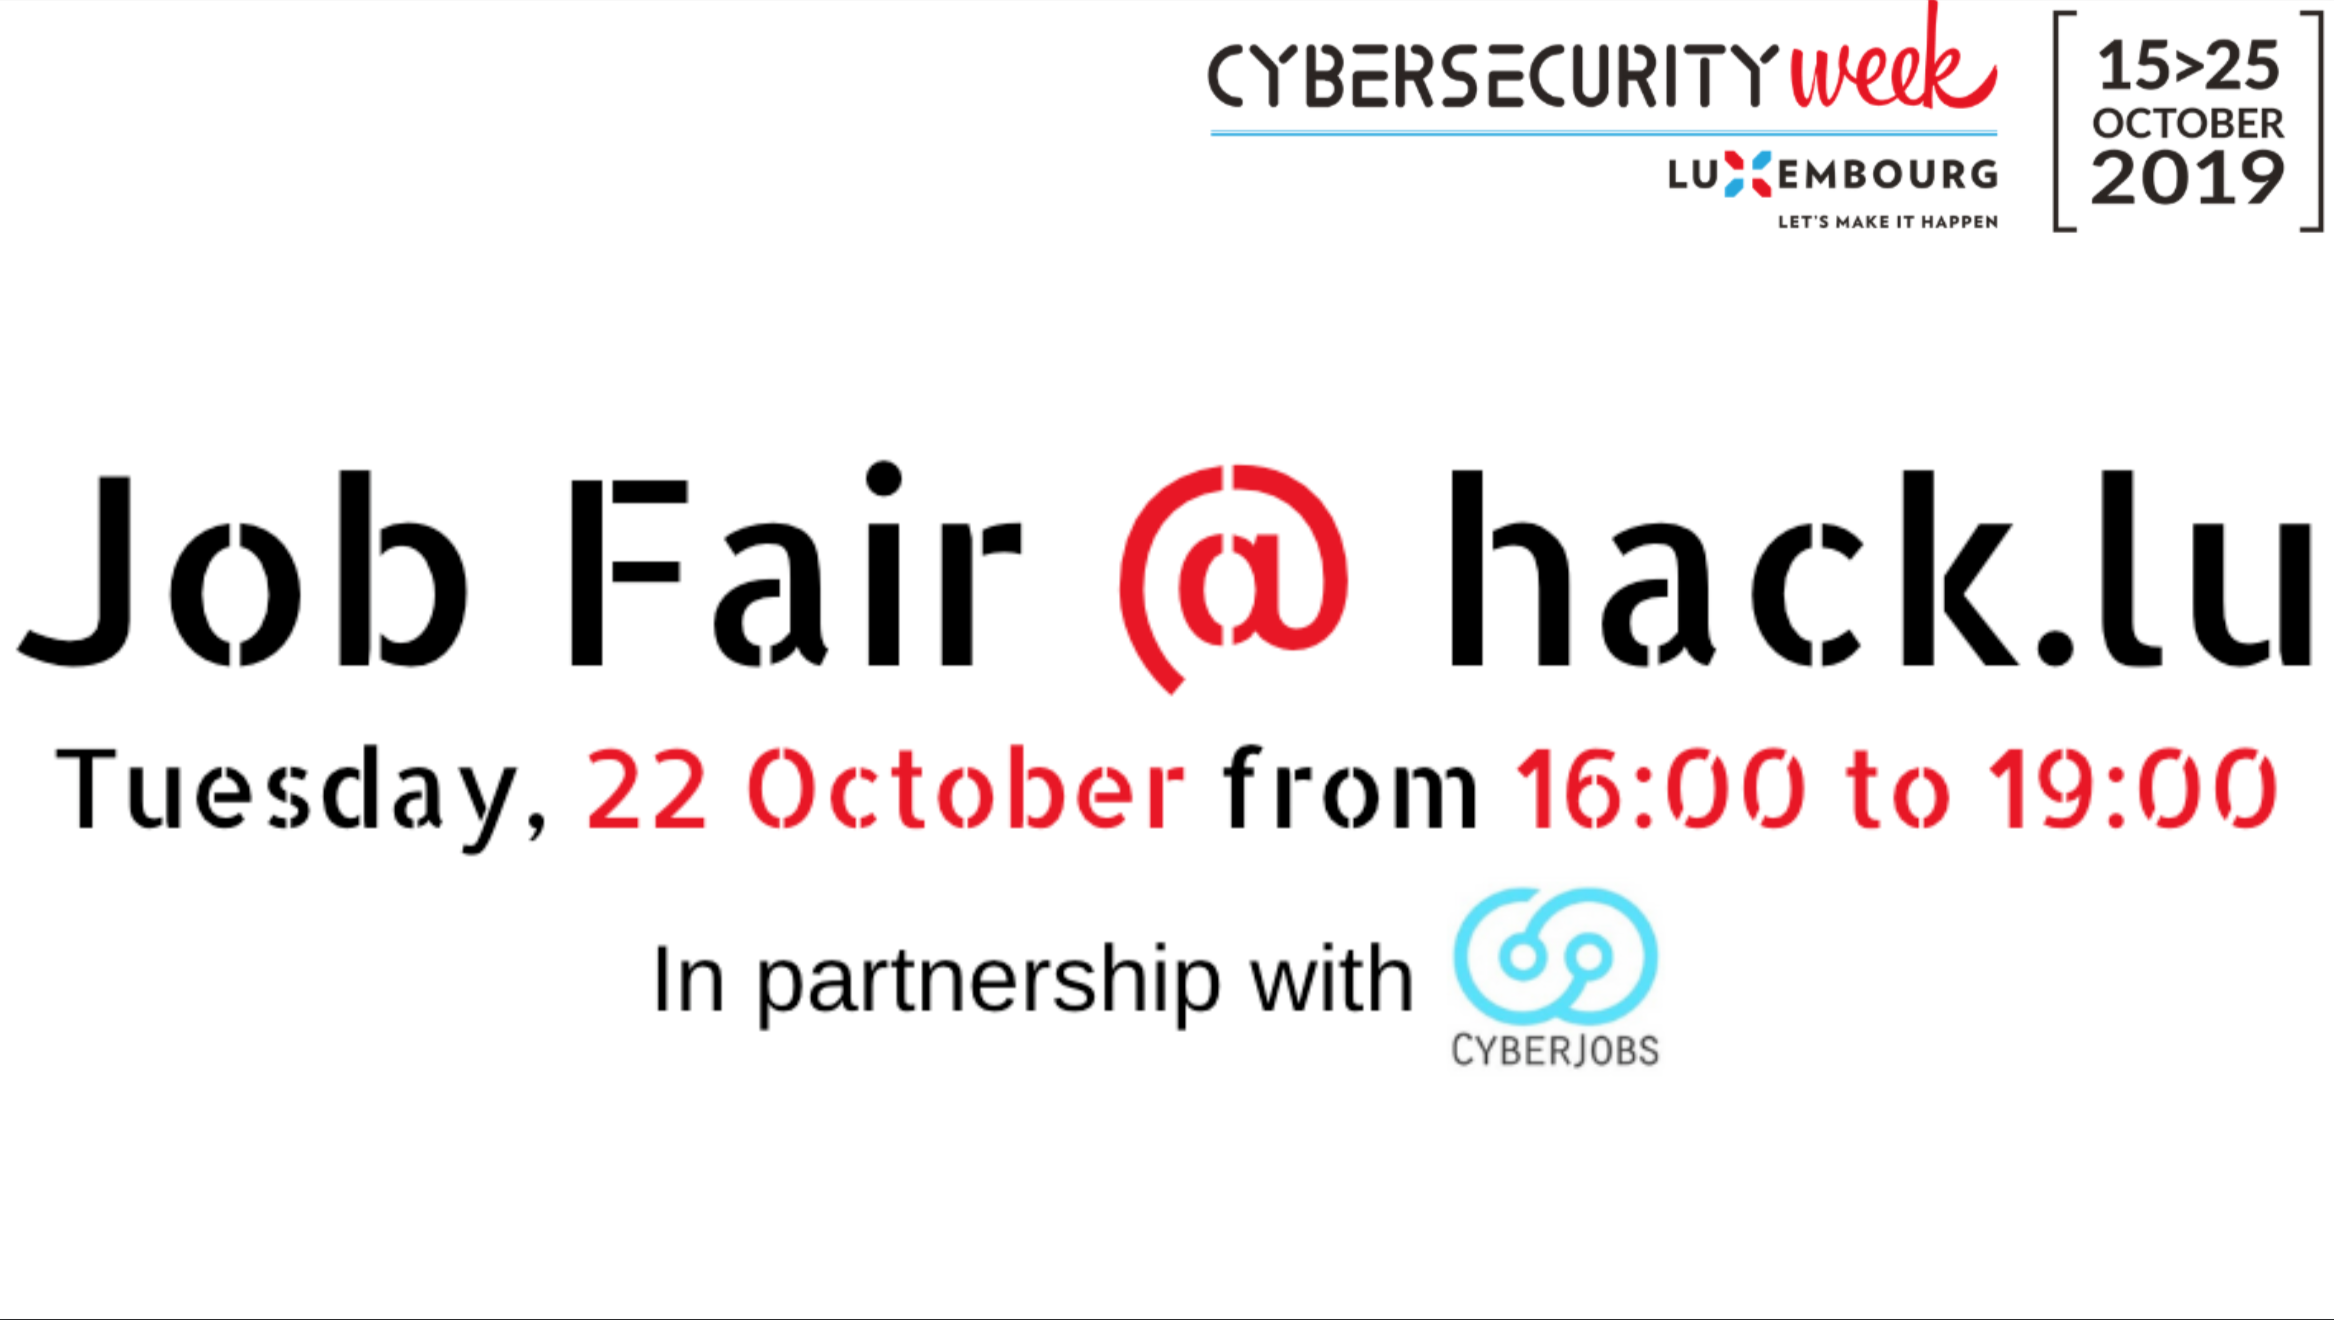 CYBERSECURITY week
LUXEMBOURG
LET'S MAKE IT HAPPEN
15>25
OCTOBER
2019
Job Fair @ hack.lu
Tuesday, 22 October from 16:00 to 19:00
In partnership with
CYBERJOBS